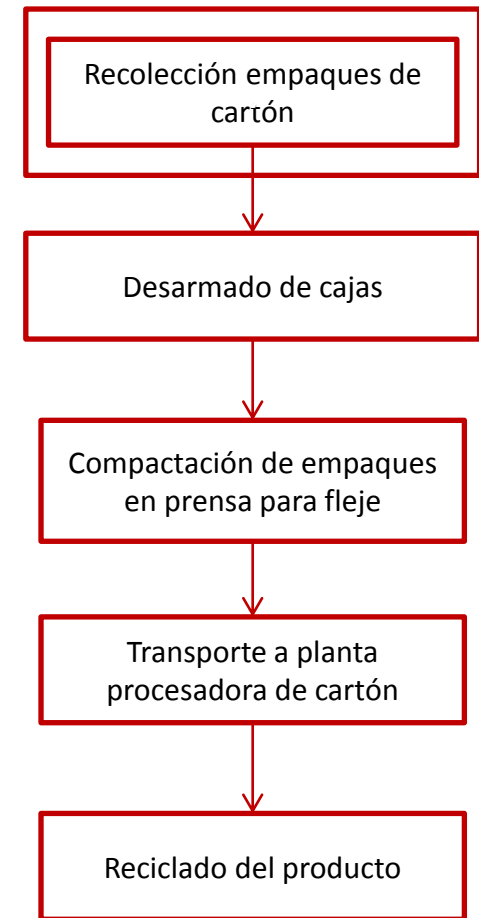 Recolección empaques de
cartón
Desarmado de cajas
Compactación de empaques
en prensa para fleje
Transporte a planta
procesadora de cartón
Reciclado del producto